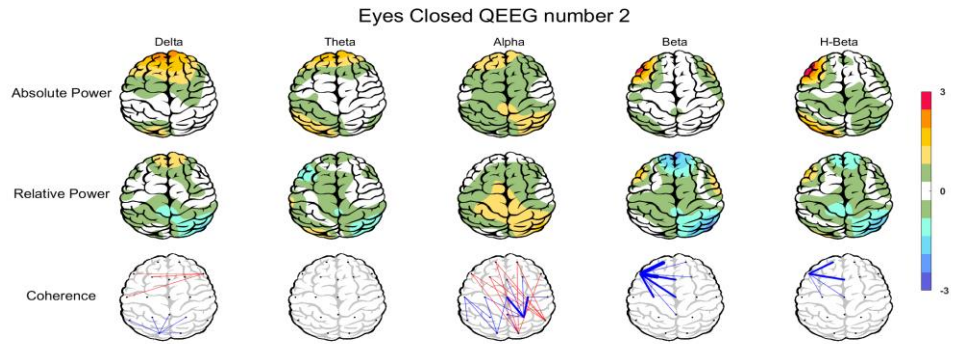 Eyes Closed QEEG number 2
Delta Theta Alpha Beta H-Beta
Absolute Power
Relative Power
Coherence
3
0
-3